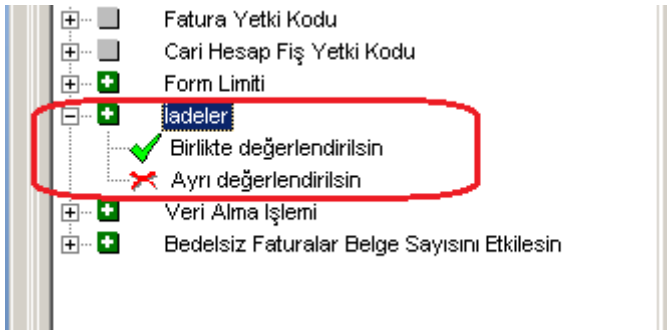 Fatura Yetki Kodu
Cari Hesap Fiş Yetki Kodu
Form Limiti
İadeler
Birlikte değerlendirilsin
Ayrı değerlendirilsin
Veri Alma İşlemi
Bedelsiz Faturalar Belge Sayısını Etkilesin